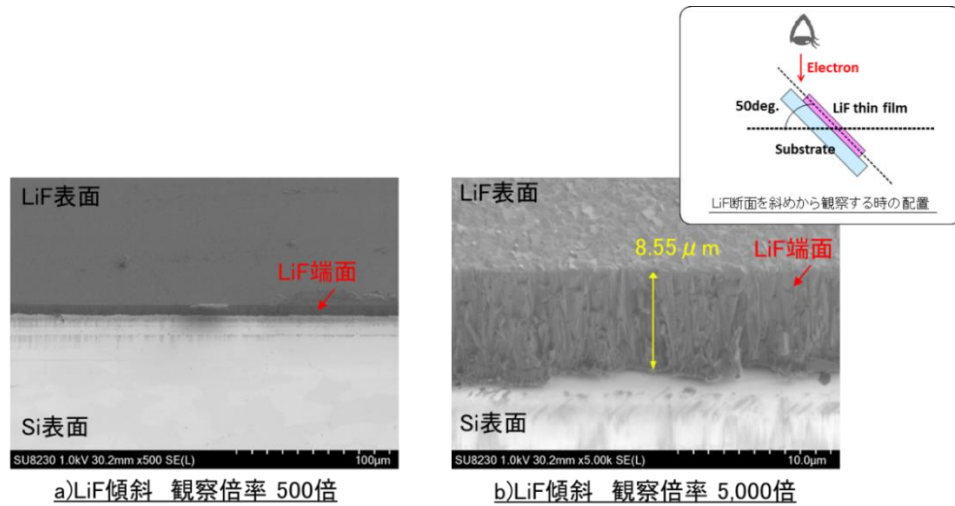 Electron
50deg.
LiF thin film
Substrate
LiF断面を斜めから観察する時の配置
LiF表面
LiF端面
Si表面
SU8230 1.0kV 30.2mm x500 SE(L)
100μm
a)LiF傾斜 観察倍率 500倍
LiF表面
8.55μm
LiF端面
Si表面
SU8230 1.0kV 30.2mm x5.00k SE(L)
10.0μm
b)LiF傾斜 観察倍率 5,000倍